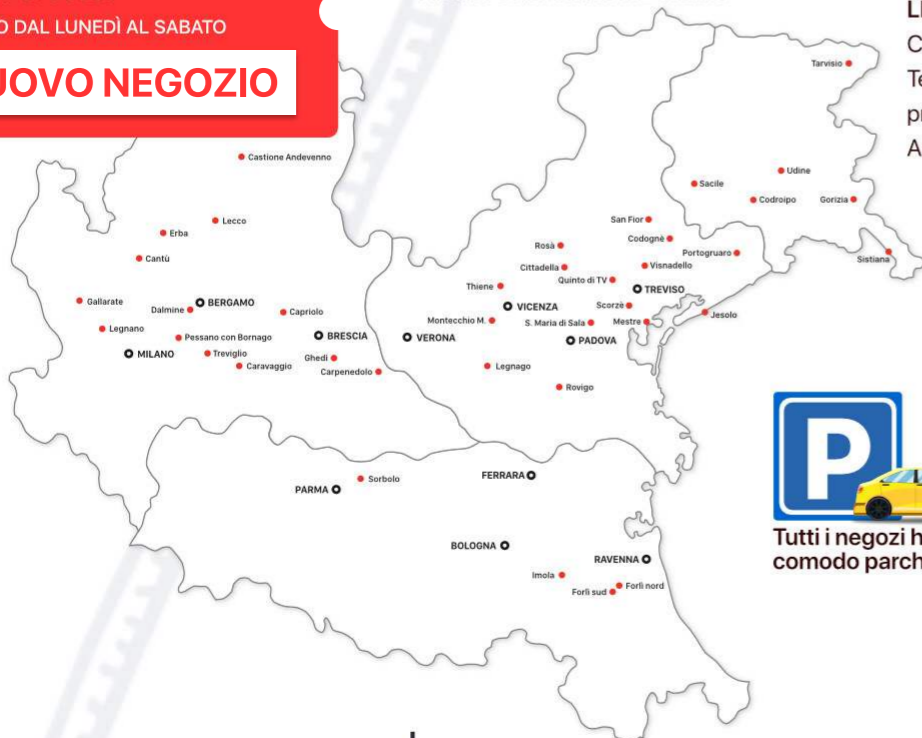 O DAL LUNEDÌ AL SABATO
UOVO NEGOZIO
Tarvisio
Castione Andevenno
Udine
Sacile
Codroipo
Gorizia
San Fior
Lecco
Erba
Codognè
Rosà
Portogruaro
Sistiana
Cantù
Cittadella
Visnadello
Quinto di TV
Thiene
TREVISO
Gallarate
BERGAMO
Dalmine
Capriolo
VICENZA
Scorzè
Jesolo
Montecchio M.
S. Maria di Sala
Mestre
Legnano
Pessano con Bornago
BRESCIA
VERONA
PADOVA
MILANO
Treviglio
Ghedi
Caravaggio
Carpenedolo
Legnago
Rovigo
P
FERRARA
Sorbolo
PARMA
Tutti i negozi h
comodo parch
BOLOGNA
RAVENNA
Imola
Forlì nord
Forlì sud